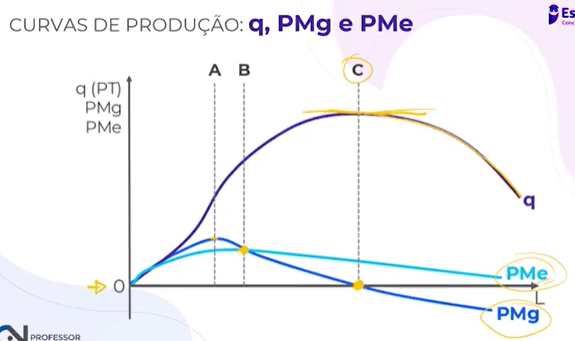 CURVAS DE PRODUÇÃO: q, PMg e PMe
Es
Conc
A B C
q (PT)
PMg
PMe
q
PMe
0
L
PMg
PROFESSOR